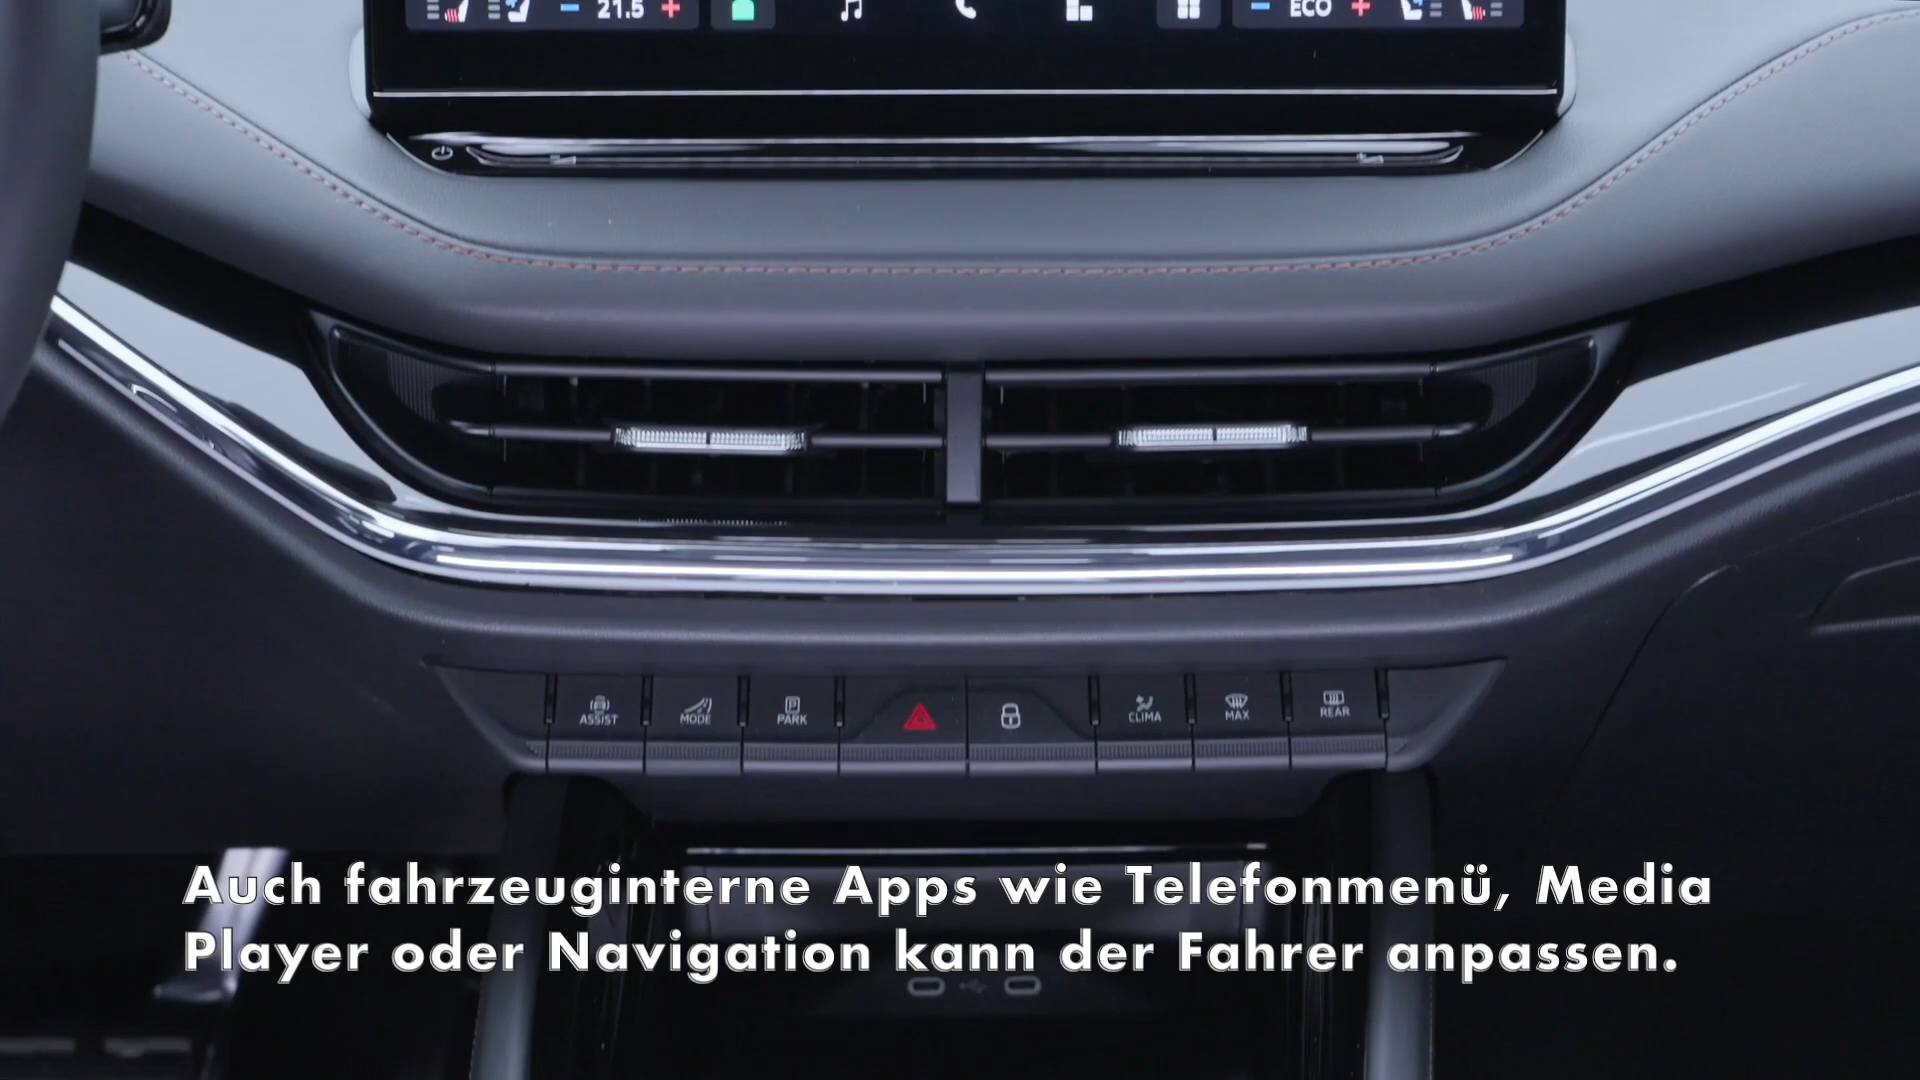 21.5 ECO
ASSIST MODE PARK CLIMA MAX REAR
Auch fahrzeuginterne Apps wie Telefonmenü, Media
Player oder Navigation kann der Fahrer anpassen.